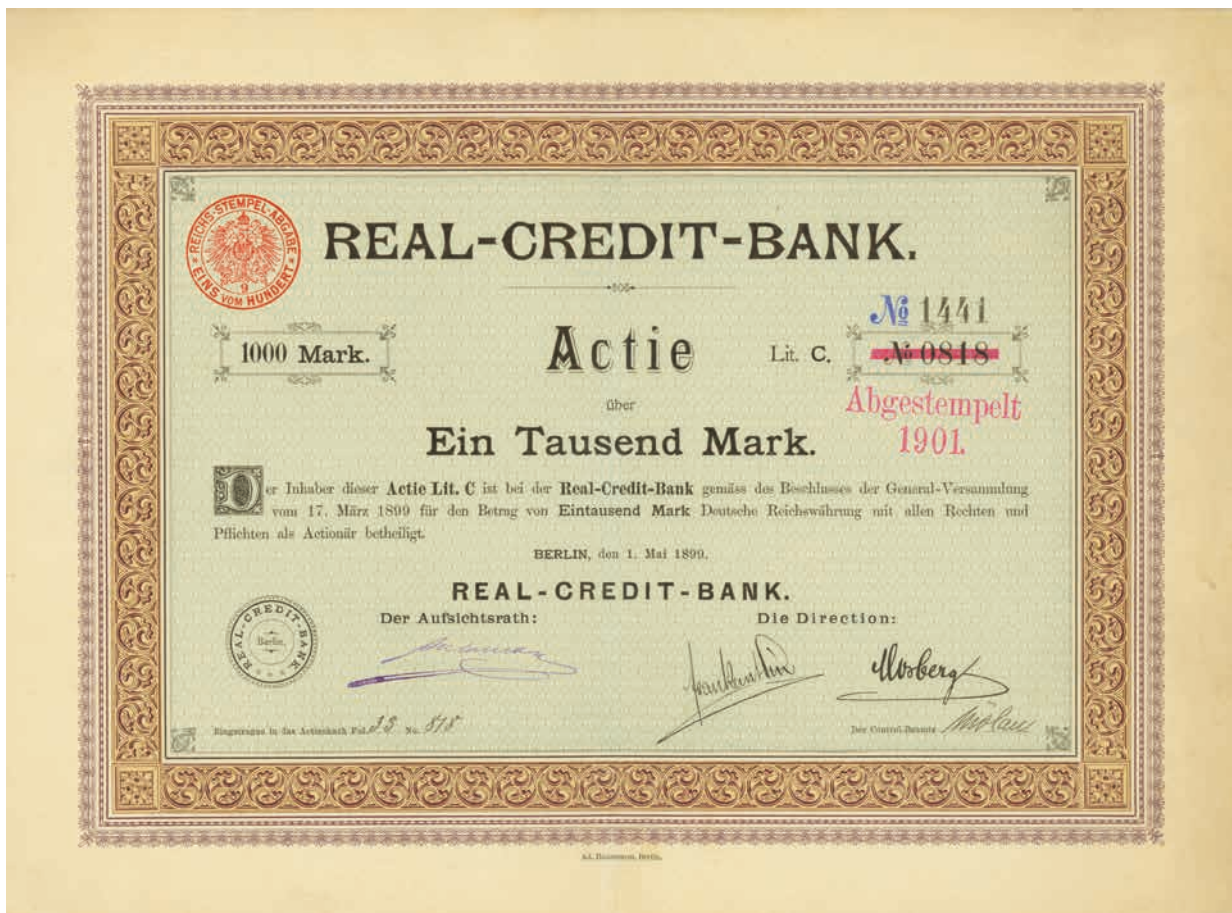 REICHS-STEMPEL-ABGABE
9
EINS VOM HUNDERT
REAL-CREDIT-BANK.
№ 1441
1000 Mark.
Actie
Lit. C.
№ 0818
über
Abgestempelt
1901.
Ein Tausend Mark.
Der Inhaber dieser Actie Lit. C ist bei der Real-Credit-Bank gemäss des Beschlusses der General-Versammlung
vom 17. März 1899 für den Betrag von Eintausend Mark Deutsche Reichswährung mit allen Rechten und
Pflichten als Actionär betheiligt.
BERLIN, den 1. Mai 1899.
REAL-CREDIT-BANK.
Der Aufsichtsrath:
Die Direction:
REAL-CREDIT-BANK
Berlin.
Mosberg
Eingetragen in das Actienbuch Fol. 33 No. 818
Der Control-Beamte
Berlin.